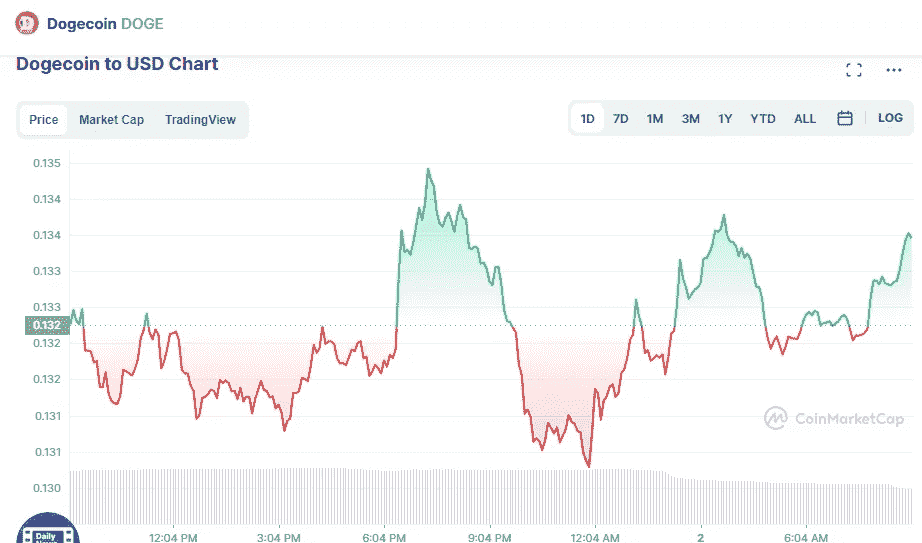 Dogecoin DOGE
Dogecoin to USD Chart
Price Market Cap TradingView 1D 7D 1M 3M 1Y YTD ALL LOG
0.135
0.134
0.134
0.133
0.133
0.132
0.132
0.132
0.131
0.131
0.130
CoinMarketCap
Daily
12:04 PM 3:04 PM 6:04 PM 9:04 PM 12:04 AM 2 6:04 AM